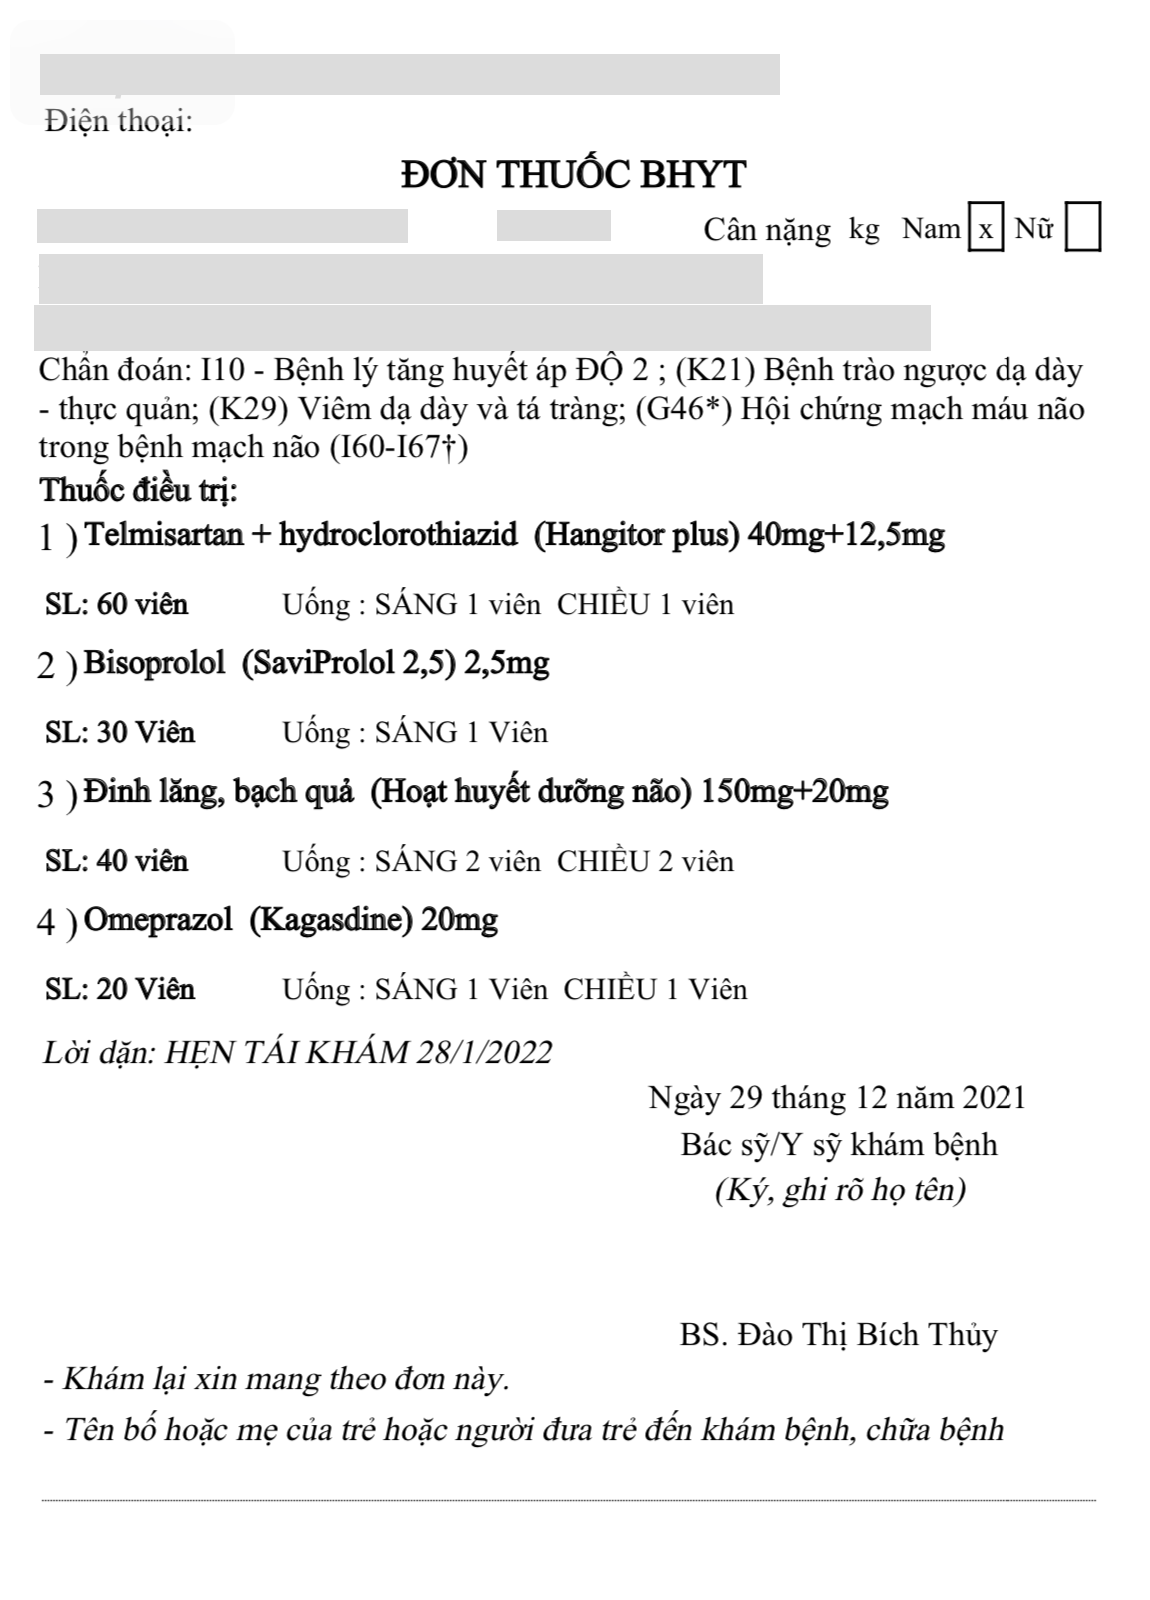 Điện thoại:
ĐƠN THUỐC BHYT
Cân nặng kg Nam x Nữ
Chẩn đoán: I10 - Bệnh lý tăng huyết áp ĐỘ 2 ; (K21) Bệnh trào ngược dạ dày
- thực quản; (K29) Viêm dạ dày và tá tràng; (G46*) Hội chứng mạch máu não
trong bệnh mạch não (I60-I67†)
Thuốc điều trị:
1 ) Telmisartan + hydroclorothiazid (Hangitor plus) 40mg+12,5mg
SL: 60 viên Uống : SÁNG 1 viên CHIỀU 1 viên
2 ) Bisoprolol (SaviProlol 2,5) 2,5mg
SL: 30 Viên Uống : SÁNG 1 Viên
3 ) Đinh lăng, bạch quả (Hoạt huyết dưỡng não) 150mg+20mg
SL: 40 viên Uống : SÁNG 2 viên CHIỀU 2 viên
4 ) Omeprazol (Kagasdine) 20mg
SL: 20 Viên Uống : SÁNG 1 Viên CHIỀU 1 Viên
Lời dặn: HẸN TÁI KHÁM 28/1/2022
Ngày 29 tháng 12 năm 2021
Bác sỹ/Y sỹ khám bệnh
(Ký, ghi rõ họ tên)
BS. Đào Thị Bích Thủy
- Khám lại xin mang theo đơn này.
- Tên bố hoặc mẹ của trẻ hoặc người đưa trẻ đến khám bệnh, chữa bệnh